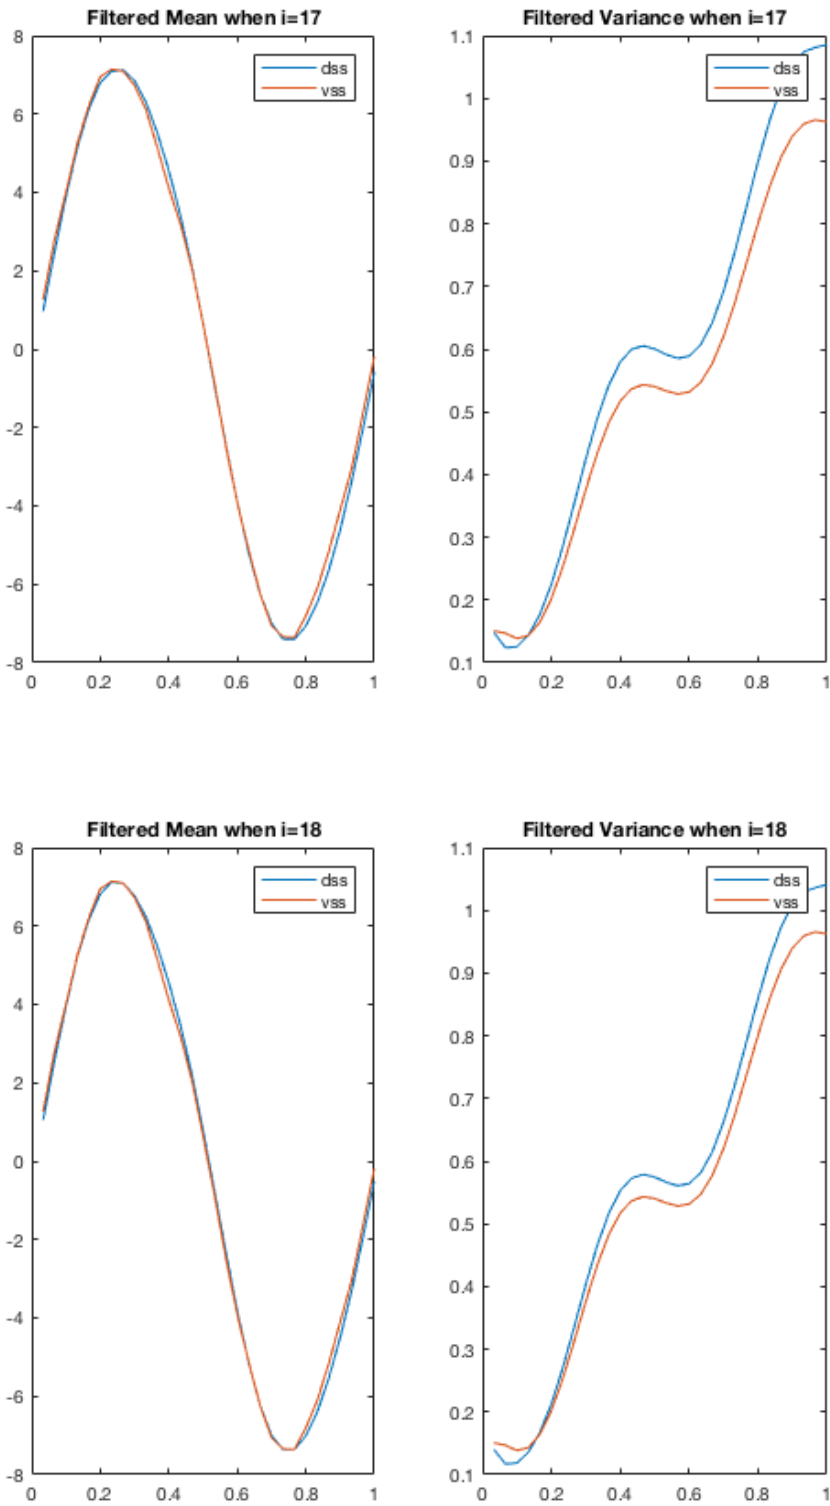 Filtered Mean when i=17
8
6
4
2
0
-2
-4
-6
-8
0 0.2 0.4 0.6 0.8 1
dss
vss
Filtered Variance when i=17
1.1
1
0.9
0.8
0.7
0.6
0.5
0.4
0.3
0.2
0.1
0 0.2 0.4 0.6 0.8 1
dss
vss
Filtered Mean when i=18
8
6
4
2
0
-2
-4
-6
-8
0 0.2 0.4 0.6 0.8 1
dss
vss
Filtered Variance when i=18
1.1
1
0.9
0.8
0.7
0.6
0.5
0.4
0.3
0.2
0.1
0 0.2 0.4 0.6 0.8 1
dss
vss